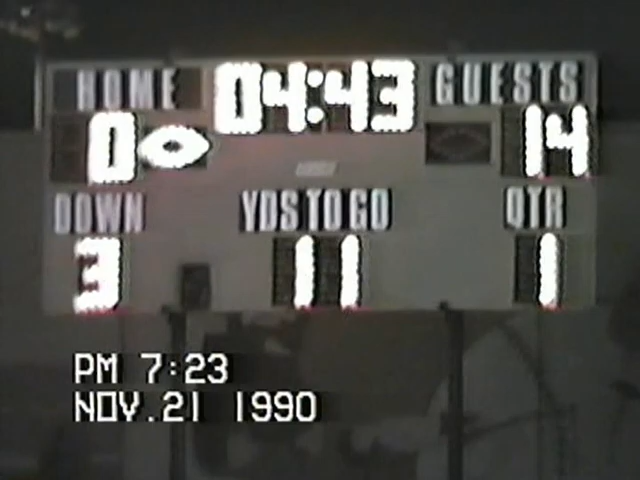 HOME 04:43 GUESTS
0 14
DOWN YDS TO GO QTR
3 11 1
PM 7:23
NOV.21 1990